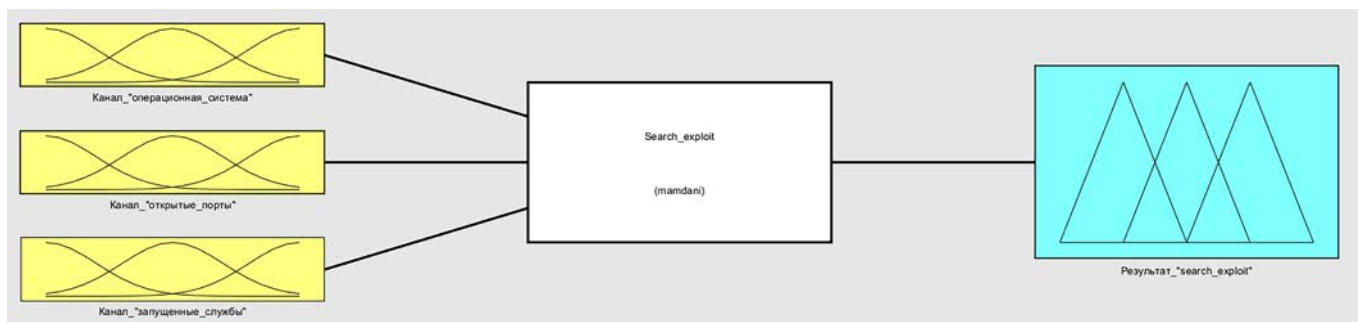 Канал_"операционная_система"
Канал_"открытые_порты"
Канал_"запущенные_службы"
Search_exploit
(mamdani)
Результат_"search_exploit"